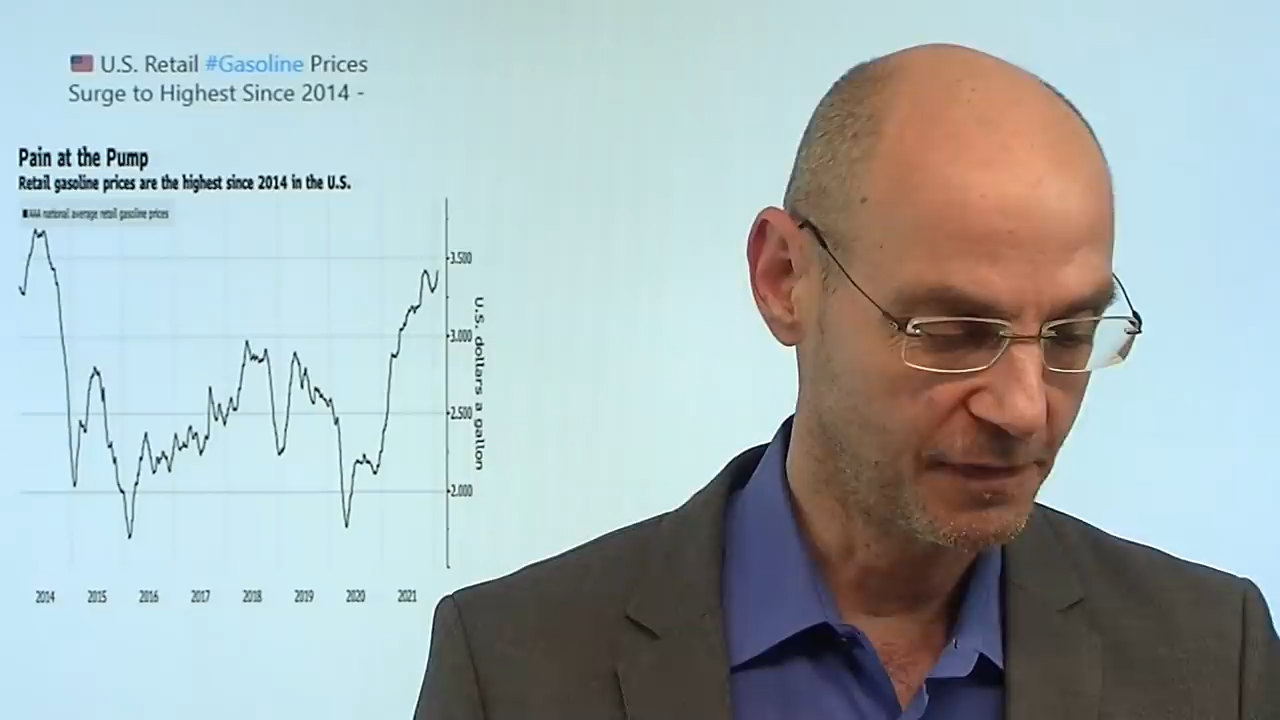 U.S. Retail #Gasoline Prices
Surge to Highest Since 2014 -
Pain at the Pump
Retail gasoline prices are the highest since 2014 in the U.S.
AAA national average retail gasoline prices
3.500
3.000
2.500
2.000
U.S. dollars a gallon
2014 2015 2016 2017 2018 2019 2020 2021